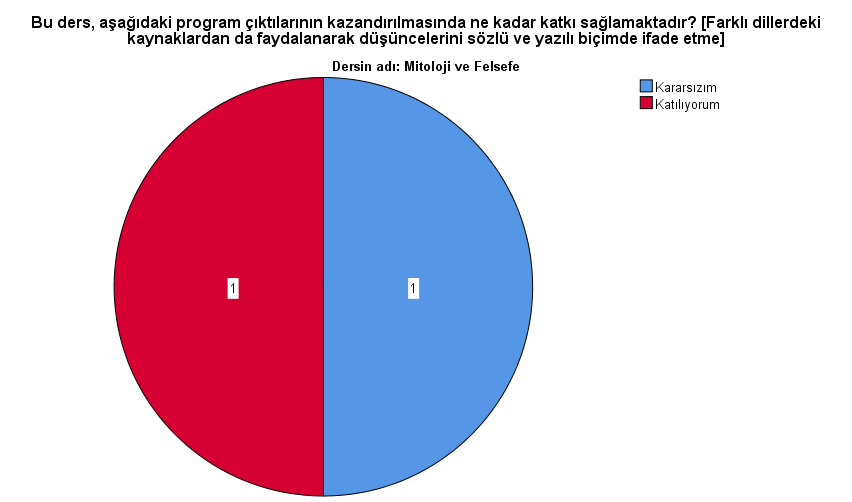 Bu ders, aşağıdaki program çıktılarının kazandırılmasında ne kadar katkı sağlamaktadır? [Farklı dillerdeki
kaynaklardan da faydalanarak düşüncelerini sözlü ve yazılı biçimde ifade etme]
Dersin adı: Mitoloji ve Felsefe
Kararsızım
Katılıyorum
1
1